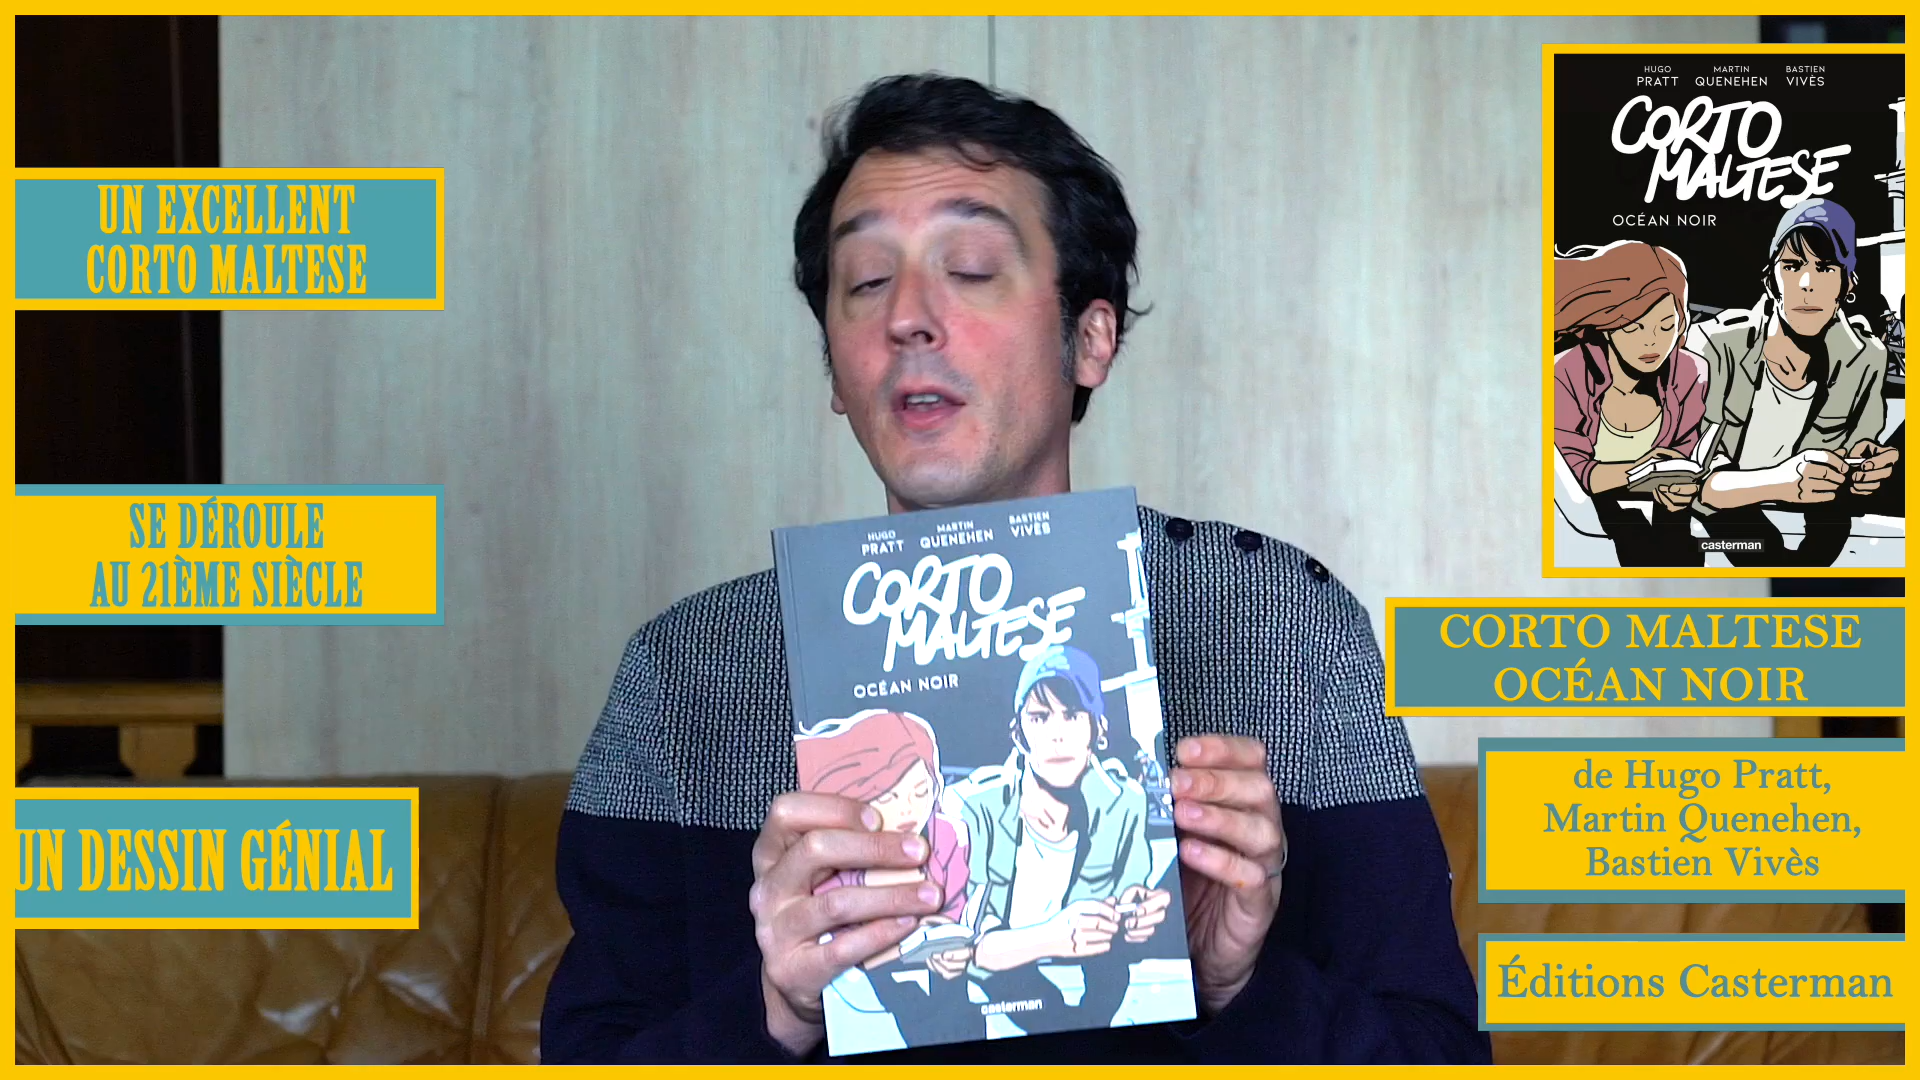 UN EXCELLENT
CORTO MALTESE
SE DÉROULE
AU 21ÈME SIÈCLE
UN DESSIN GÉNIAL
HUGO PRATT
MARTIN QUENEHEN
BASTIEN VIVÈS
CORTO
MALTESE
OCÉAN NOIR
casterman
HUGO PRATT
MARTIN QUENEHEN
BASTIEN VIVÈS
CORTO
MALTESE
OCÉAN NOIR
casterman
CORTO MALTESE
OCÉAN NOIR
de Hugo Pratt,
Martin Quenehen,
Bastien Vivès
Éditions Casterman